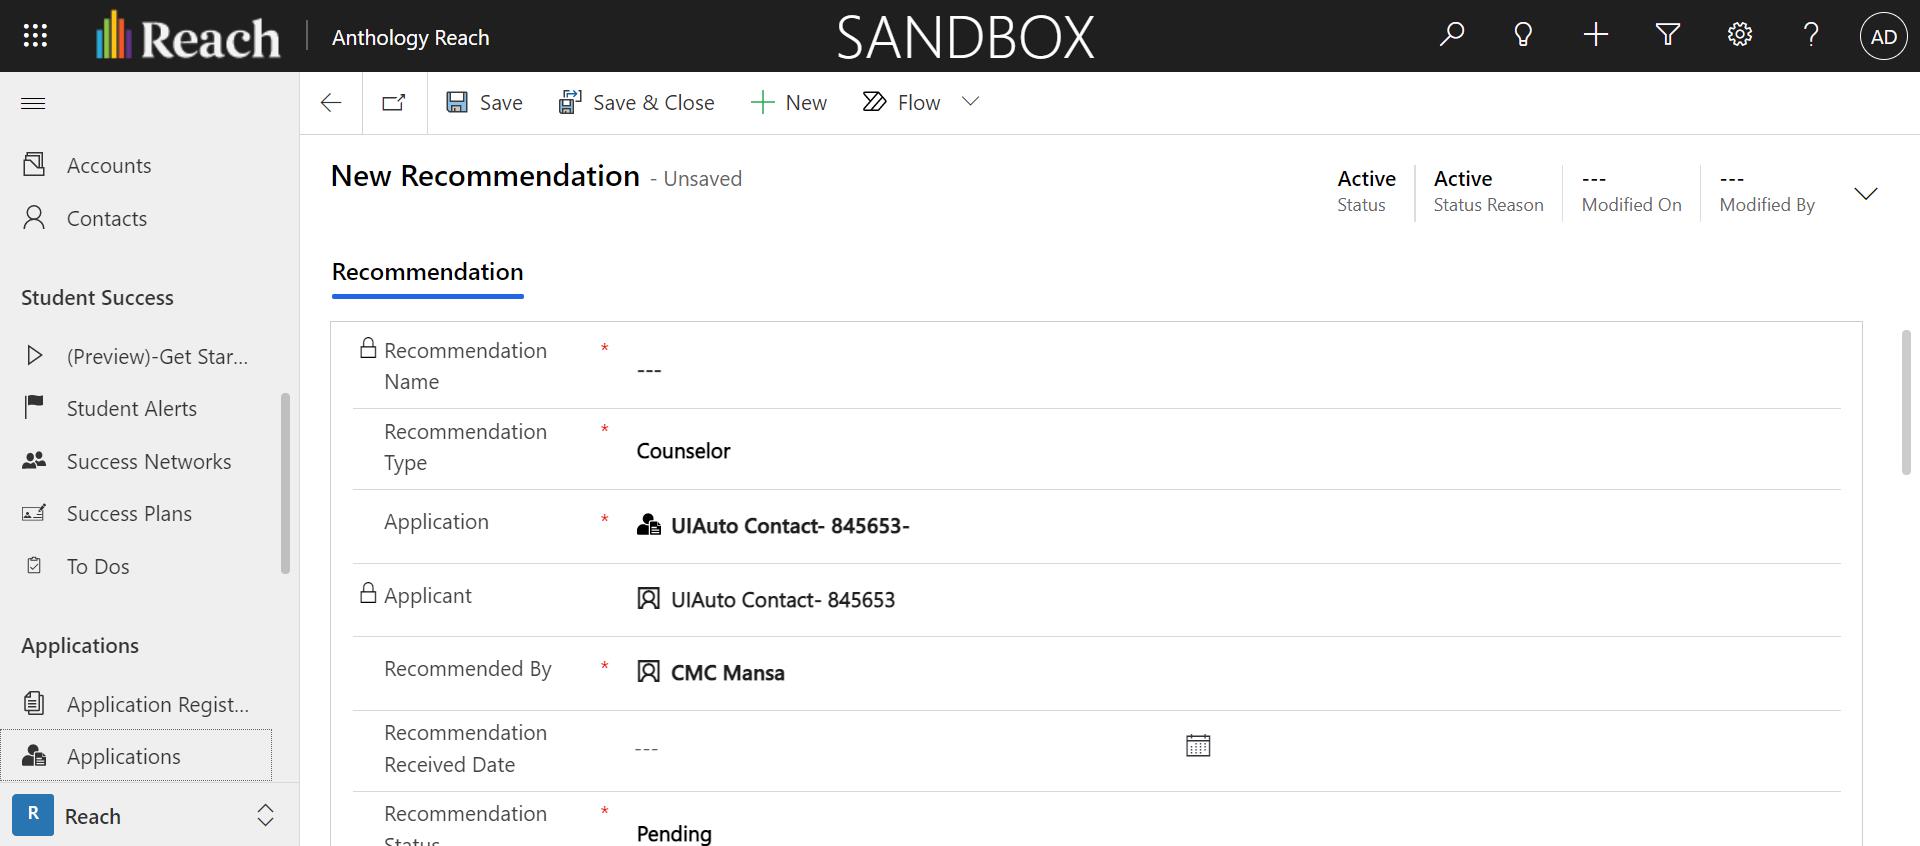 Reach
Anthology Reach
SANDBOX
AD
Save
Save & Close
New
Flow
Accounts
Contacts
Student Success
(Preview)-Get Star...
Student Alerts
Success Networks
Success Plans
To Dos
Applications
Application Regist...
Applications
R
Reach
New Recommendation - Unsaved
Active
Status
Active
Status Reason
---
Modified On
---
Modified By
Recommendation
Recommendation
Name
*
---
Recommendation
Type
*
Counselor
Application
*
UIAuto Contact- 845653-
Applicant
UIAuto Contact- 845653
Recommended By
*
CMC Mansa
Recommendation
Received Date
---
Recommendation
Status
*
Pending